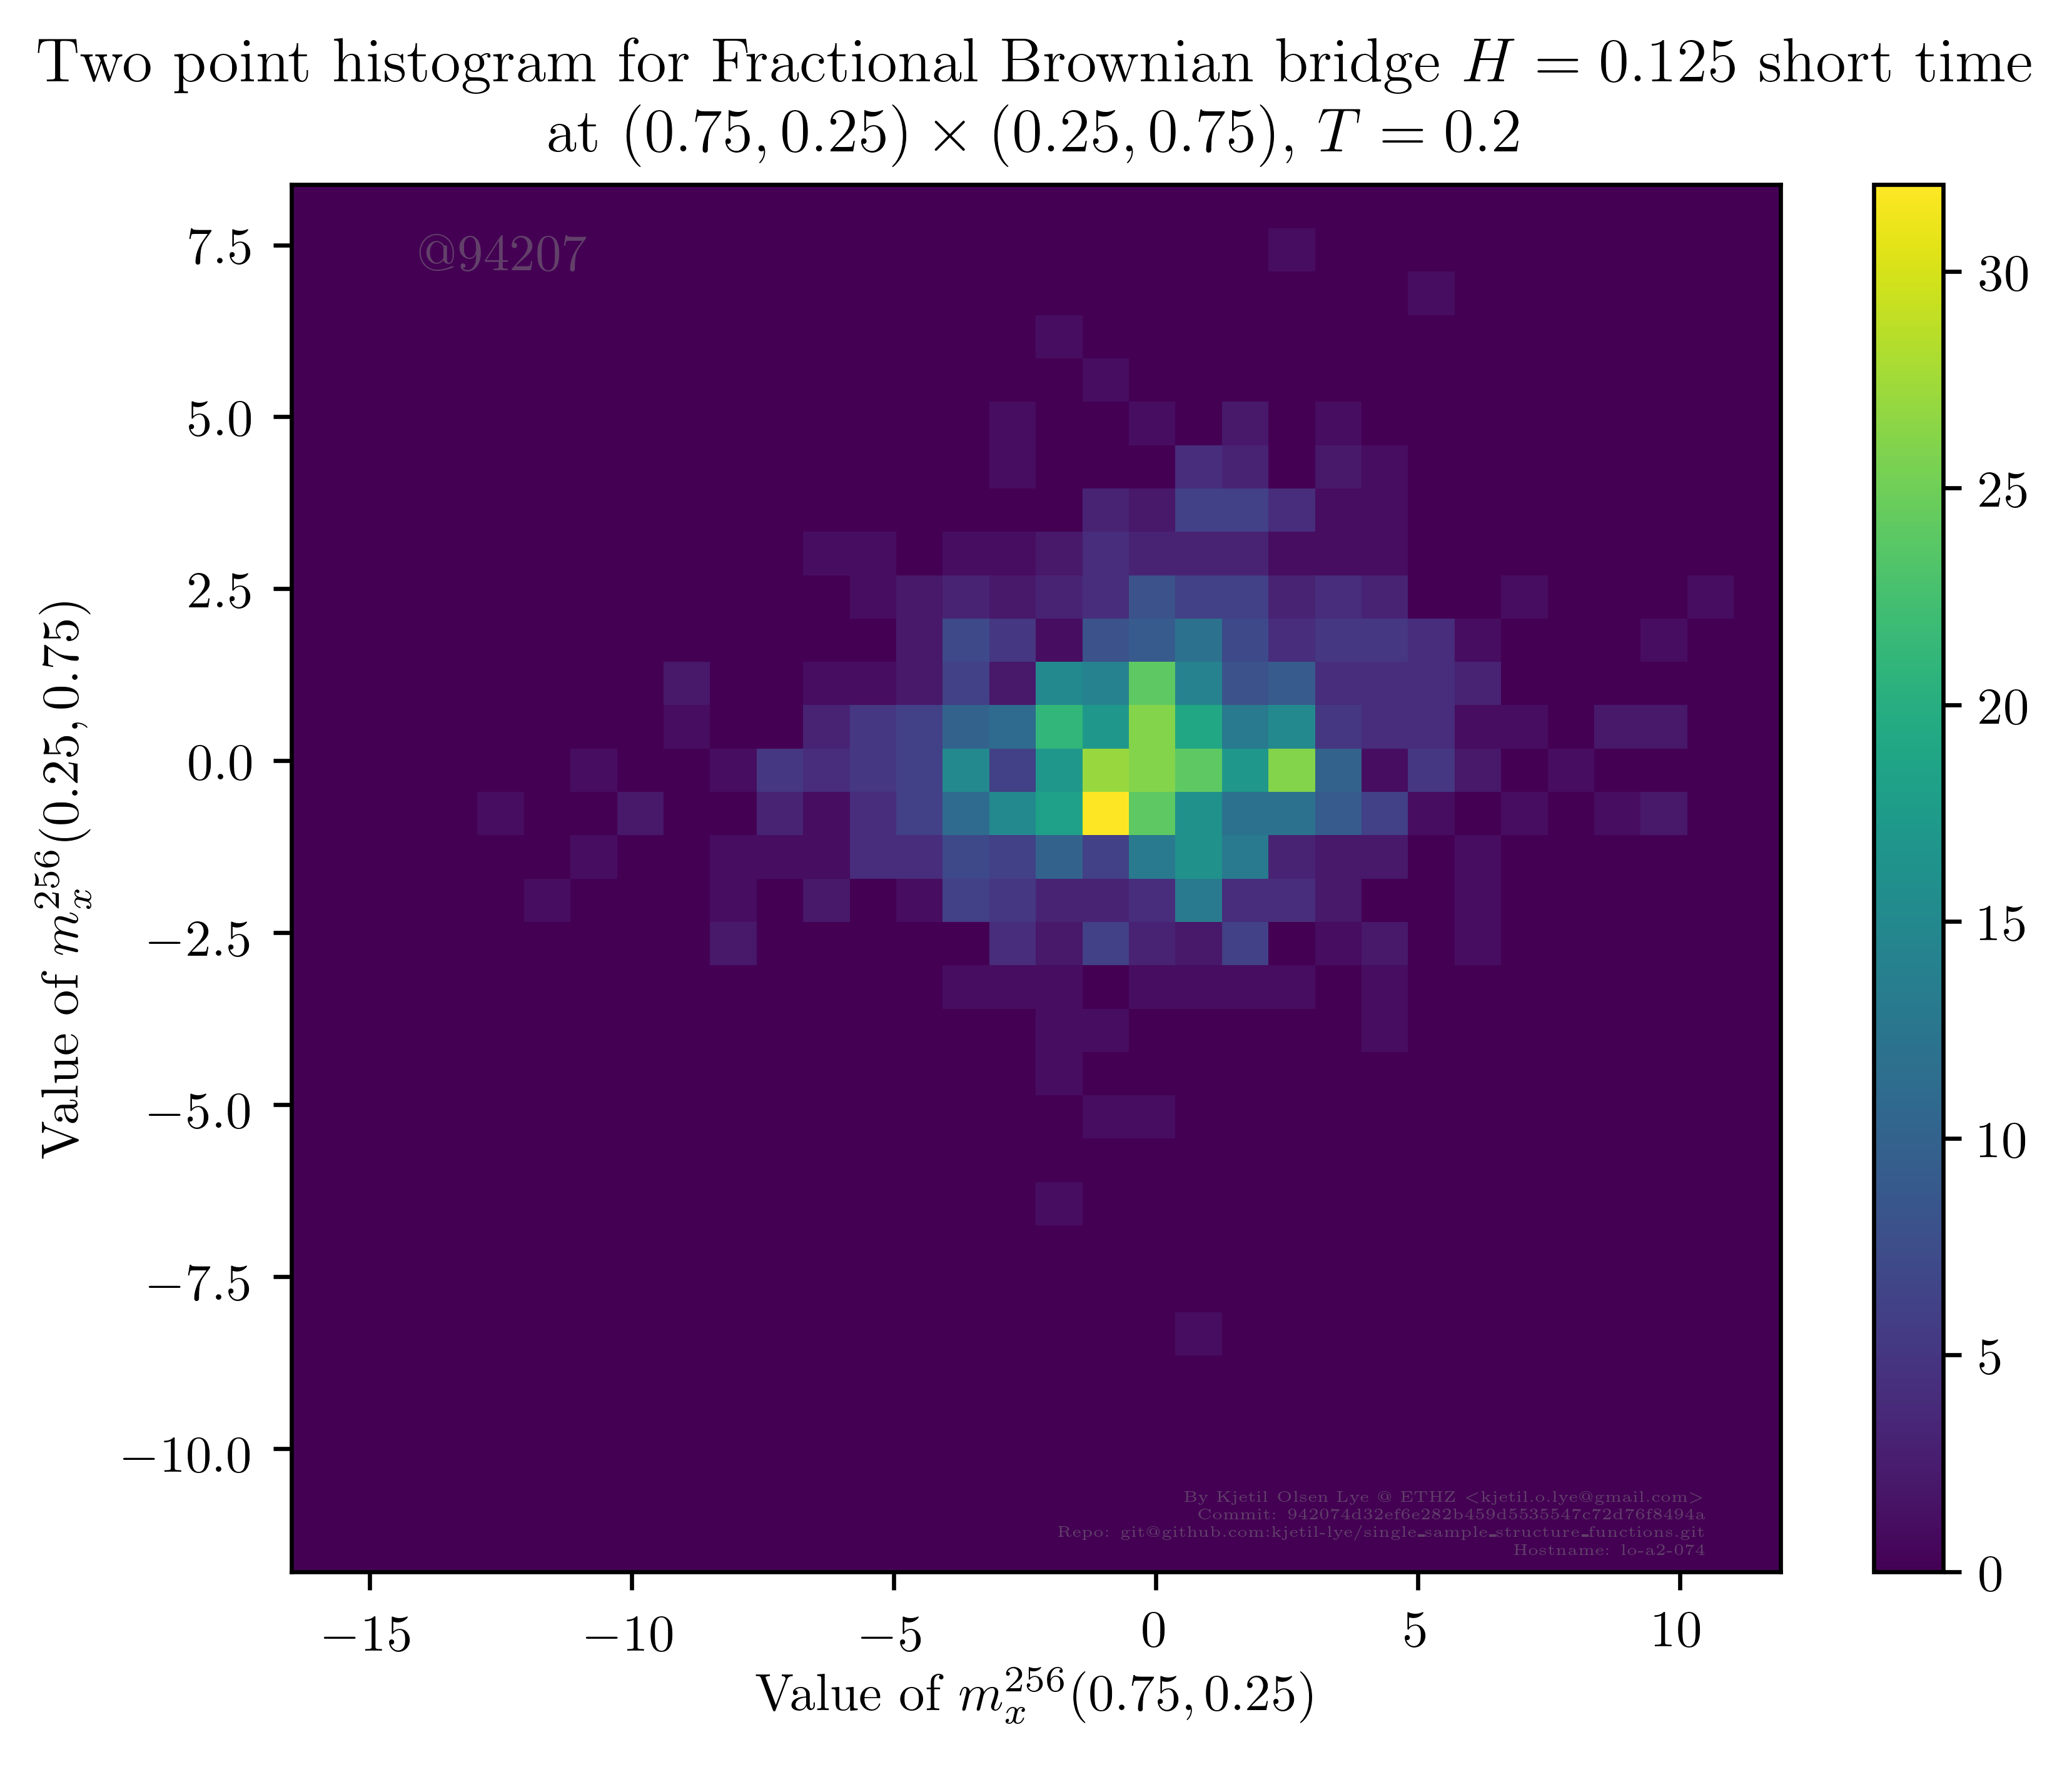 Two point histogram for Fractional Brownian bridge H = 0.125 short time
at (0.75, 0.25) × (0.25, 0.75), T = 0.2
@94207
7.5
5.0
2.5
0.0
−2.5
−5.0
−7.5
−10.0
Value of m_x^{256}(0.25, 0.75)
30
25
20
15
10
5
0
By Kjetil Olsen Lye @ ETHZ <kjetil.o.lye@gmail.com>
Commit: 942074d32ef6e282b459d5535547c72d76f8494a
Repo: git@github.com:kjetil-lye/single_sample_structure_functions.git
Hostname: lo-a2-074
−15 −10 −5 0 5 10
Value of m_x^{256}(0.75, 0.25)